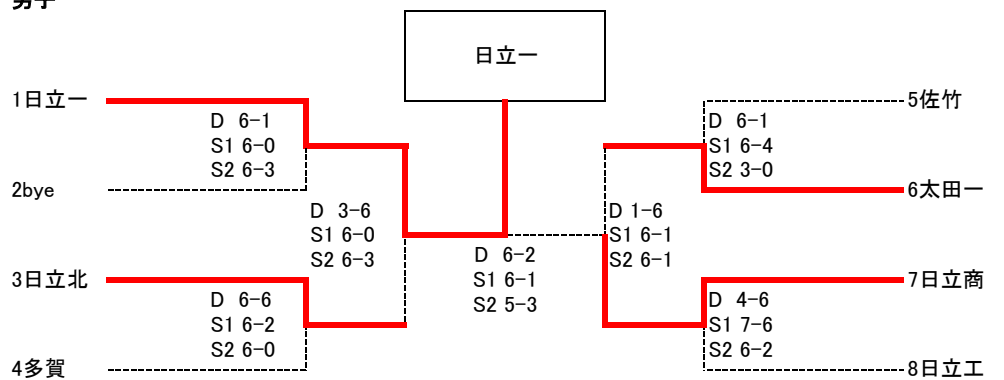 男子
日立一
1日立一
5佐竹
D 6-1
S1 6-0
S2 6-3
D 6-1
S1 6-4
S2 3-0
2bye
6太田一
D 3-6
S1 6-0
S2 6-3
D 1-6
S1 6-1
S2 6-1
D 6-2
S1 6-1
S2 5-3
3日立北
7日立商
D 6-6
S1 6-2
S2 6-0
D 4-6
S1 7-6
S2 6-2
4多賀
8日立工